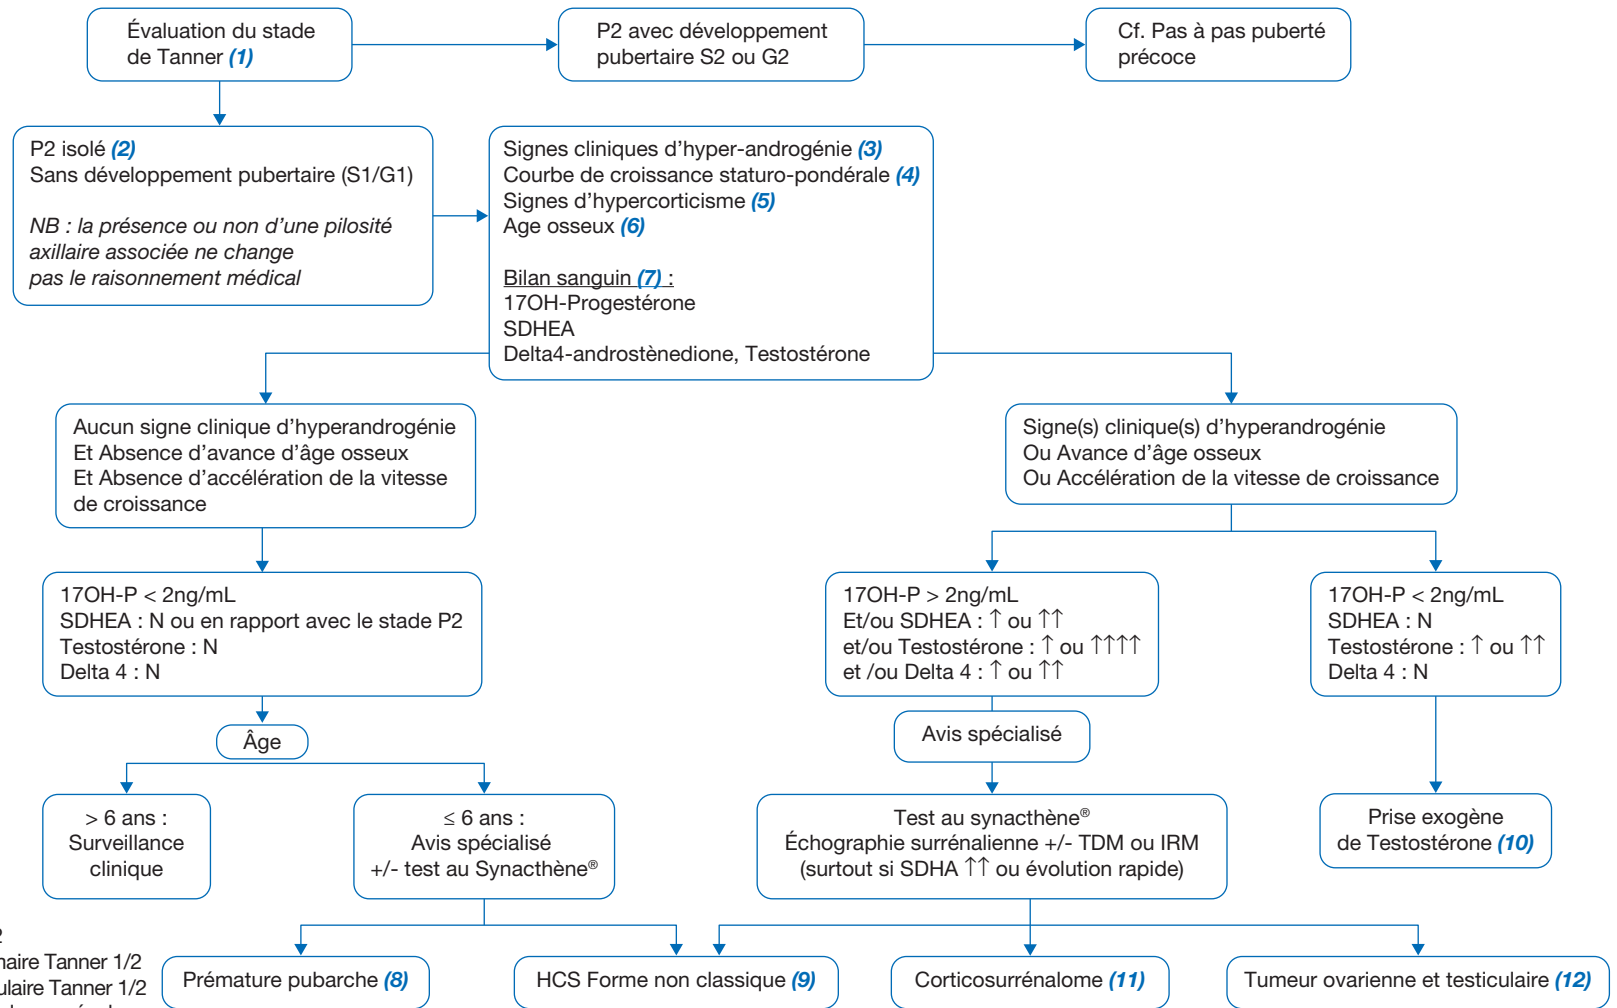 Évaluation du stade
de Tanner (1)
P2 avec développement
pubertaire S2 ou G2
Cf. Pas à pas puberté
précoce
P2 isolé (2)
Sans développement pubertaire (S1/G1)
NB : la présence ou non d'une pilosité
axillaire associée ne change
pas le raisonnement médical
Signes cliniques d'hyper-androgénie (3)
Courbe de croissance staturo-pondérale (4)
Signes d'hypercorticisme (5)
Age osseux (6)
Bilan sanguin (7) :
17OH-Progestérone
SDHEA
Delta4-androstènedione, Testostérone
Aucun signe clinique d'hyperandrogénie
Et Absence d'avance d'âge osseux
Et Absence d'accélération de la vitesse
de croissance
Signe(s) clinique(s) d'hyperandrogénie
Ou Avance d'âge osseux
Ou Accélération de la vitesse de croissance
17OH-P < 2ng/mL
SDHEA : N ou en rapport avec le stade P2
Testostérone : N
Delta 4 : N
17OH-P > 2ng/mL
Et/ou SDHEA : ↑ ou ↑↑
et/ou Testostérone : ↑ ou ↑↑↑↑
et /ou Delta 4 : ↑ ou ↑↑
17OH-P < 2ng/mL
SDHEA : N
Testostérone : ↑ ou ↑↑
Delta 4 : N
Âge
Avis spécialisé
> 6 ans :
Surveillance
clinique
≤ 6 ans :
Avis spécialisé
+/- test au Synacthène®
Test au synacthène®
Échographie surrénalienne +/- TDM ou IRM
(surtout si SDHA ↑↑ ou évolution rapide)
Prise exogène
de Testostérone (10)
2
naire Tanner 1/2
ulaire Tanner 1/2
Prémature pubarche (8)
HCS Forme non classique (9)
Corticosurrénalome (11)
Tumeur ovarienne et testiculaire (12)